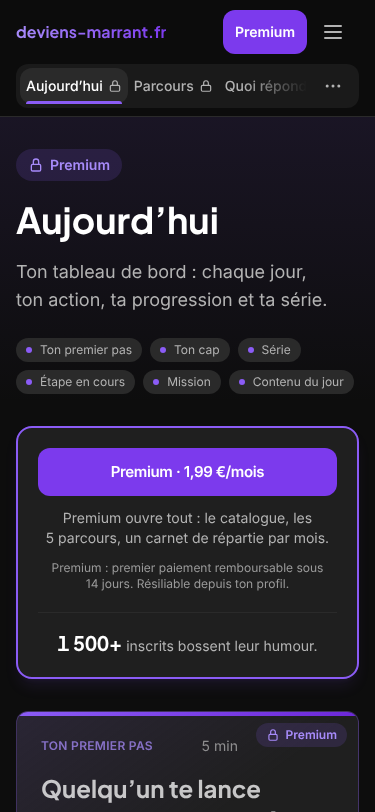 deviens-marrant.fr
Premium
Aujourd’hui
Parcours
Quoi répond
Premium
Aujourd’hui
Ton tableau de bord : chaque jour,
ton action, ta progression et ta série.
Ton premier pas
Ton cap
Série
Étape en cours
Mission
Contenu du jour
Premium · 1,99 €/mois
Premium ouvre tout : le catalogue, les
5 parcours, un carnet de répartie par mois.
Premium : premier paiement remboursable sous
14 jours. Résiliable depuis ton profil.
1 500+ inscrits bossent leur humour.
Premium
TON PREMIER PAS
5 min
Quelqu’un te lance